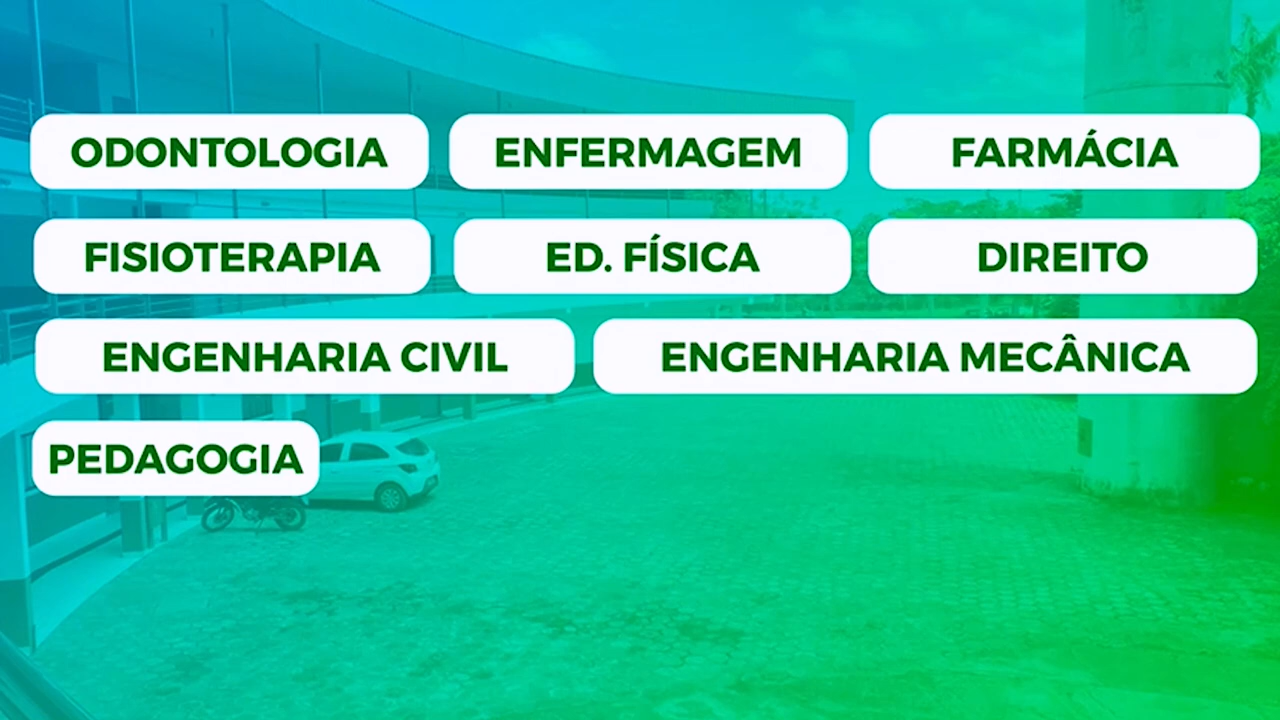 ODONTOLOGIA ENFERMAGEM FARMÁCIA
FISIOTERAPIA ED. FÍSICA DIREITO
ENGENHARIA CIVIL ENGENHARIA MECÂNICA
PEDAGOGIA